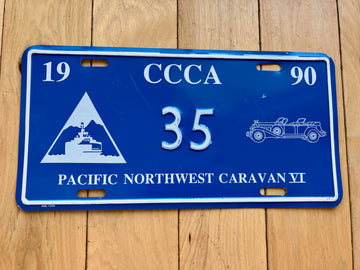 19 CCCA 90
35
PACIFIC NORTHWEST CARAVAN VI